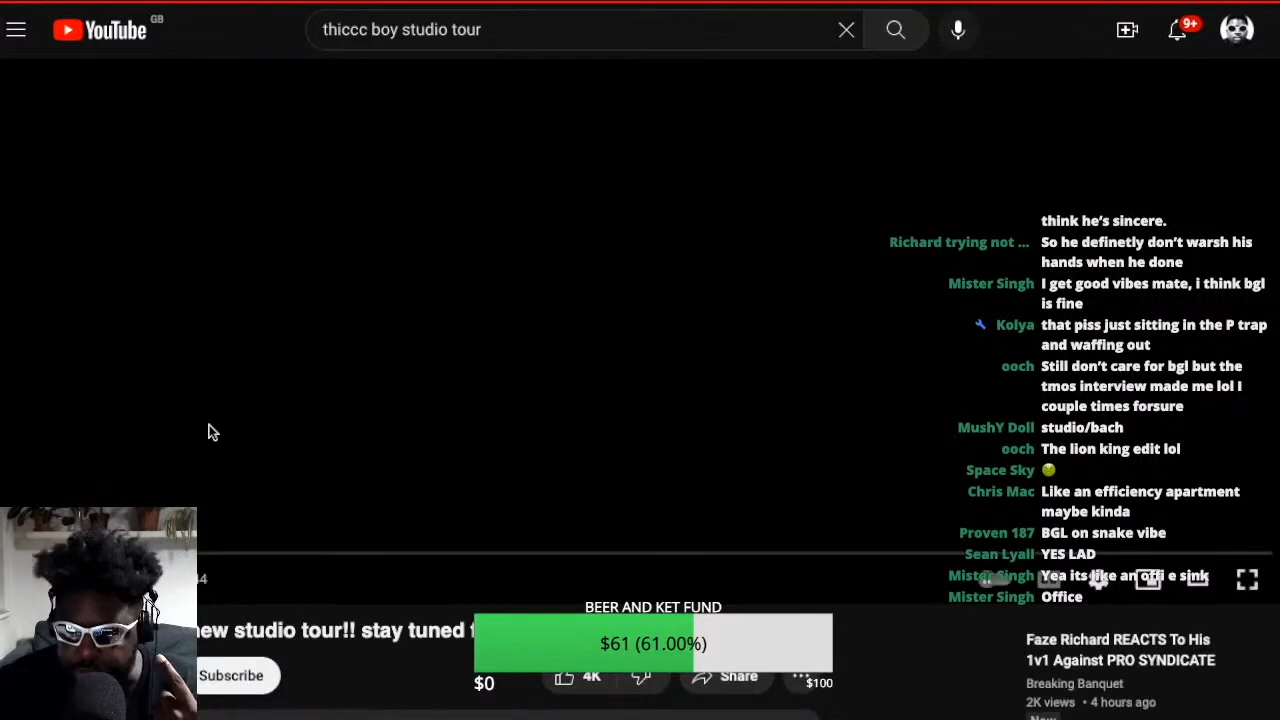 YouTube GB
thiccc boy studio tour
9+
think he's sincere.
Richard trying not ... So he definetly don't warsh his
hands when he done
Mister Singh I get good vibes mate, i think bgl
is fine
Kolya that piss just sitting in the P trap
and waffing out
ooch Still don't care for bgl but the
tmos interview made me lol I
couple times forsure
MushY Doll studio/bach
ooch The lion king edit lol
Space Sky
Chris Mac Like an efficiency apartment
maybe kinda
Proven 187 BGL on snake vibe
Sean Lyall YES LAD
Mister Singh Yea its like an offi e sink
Mister Singh Office
BEER AND KET FUND
$61 (61.00%)
$0
$100
new studio tour!! stay tuned
Subscribe
4K
Share
Faze Richard REACTS To His
1v1 Against PRO SYNDICATE
Breaking Banquet
2K views • 4 hours ago